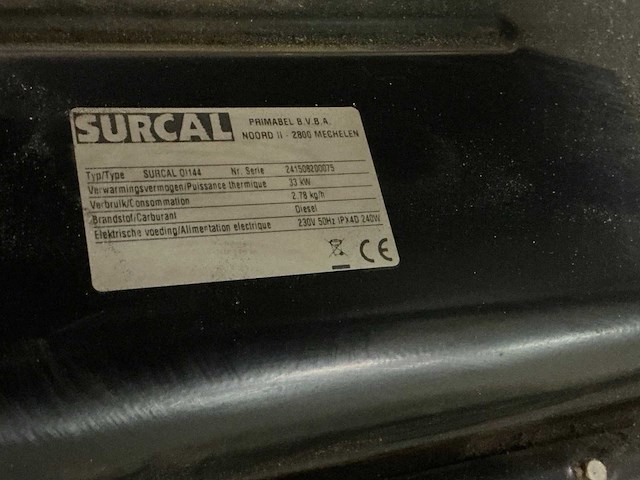 SURCAL
PRIMABEL B.V.B.A.
NOORD II - 2800 MECHELEN
Typ/Type SURCAL OI144 Nr. Serie 241508200075
Verwarmingsvermogen/Puissance thermique 33 kW
Verbruik/Consommation 2.78 kg/h
Brandstof/Carburant Diesel
Elektrische voeding/Alimentation electrique 230V 50Hz IPX4D 240W
CE